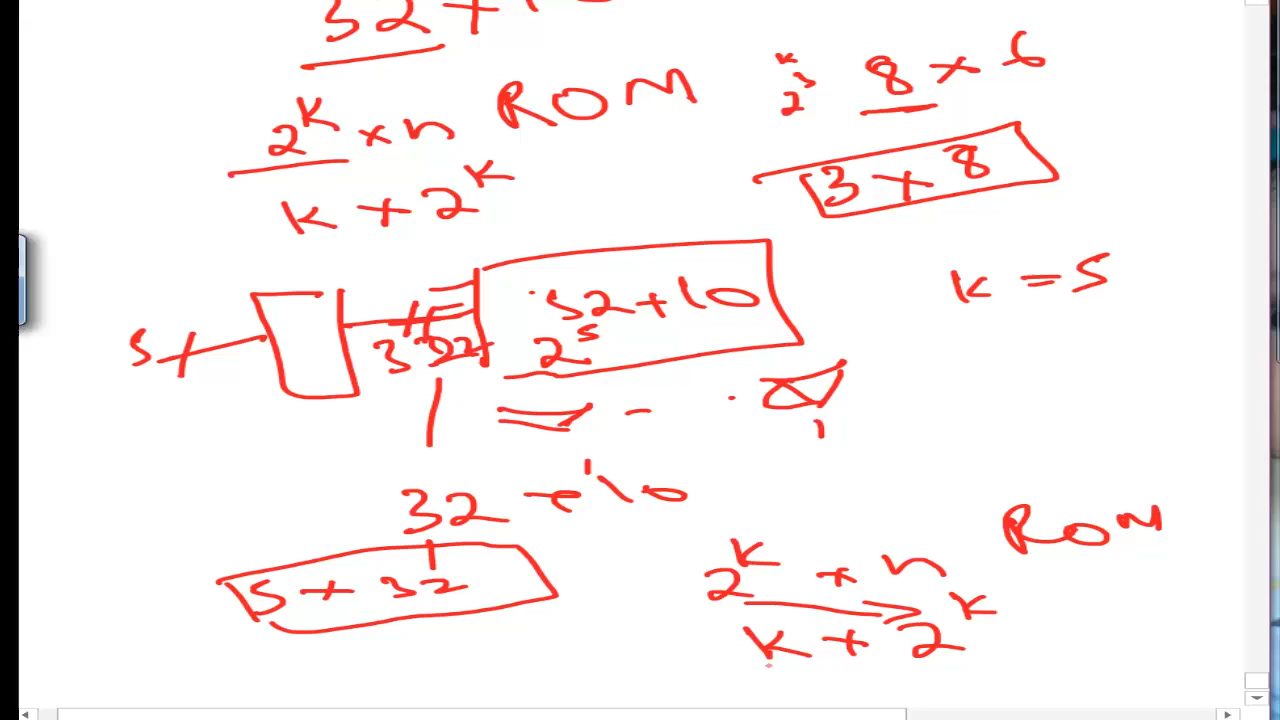 32 × 10
2^k × n ROM
2^3 8 × 6
k × 2^k
3 × 8
k = 5
5 32 32 × 10
2^5
32
5 × 32
2^k × n ROM
k × 2^k